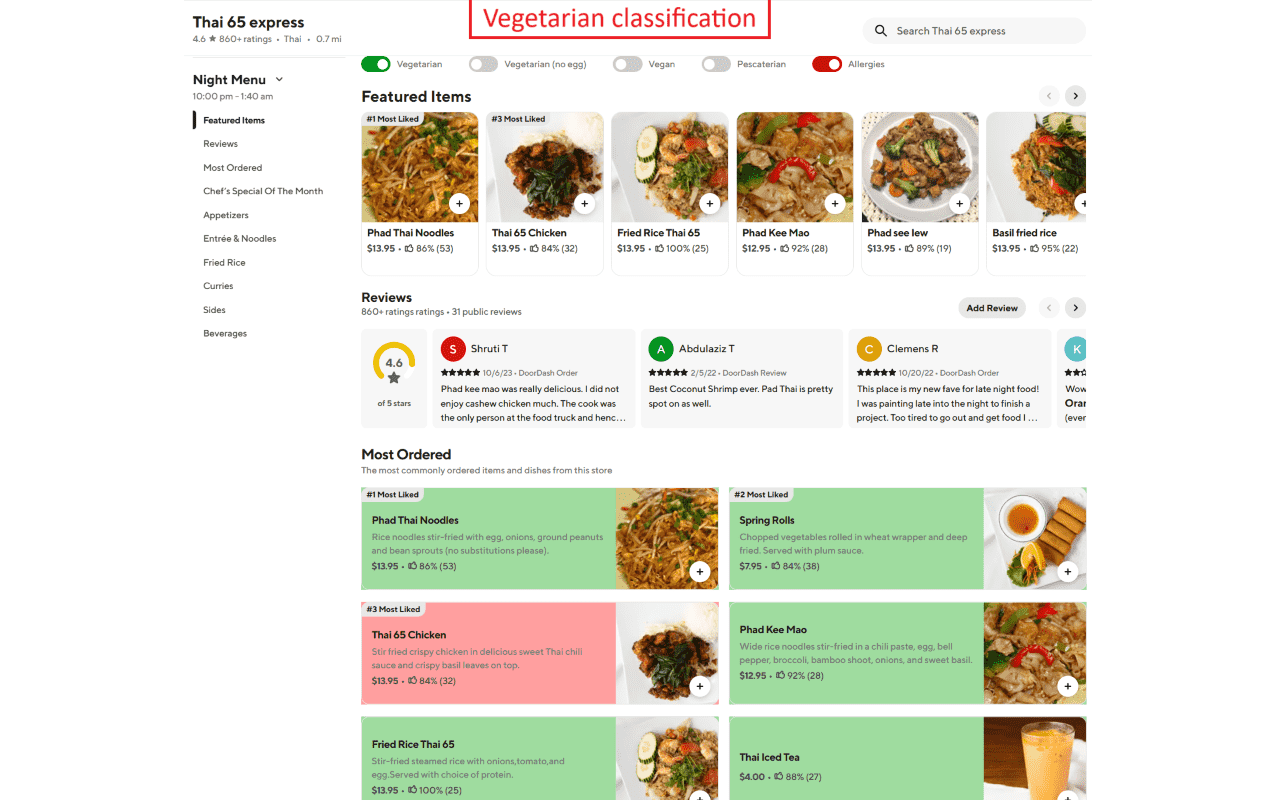 Vegetarian classification
Thai 65 express
4.6 ★ 860+ ratings • Thai • 0.7 mi
Search Thai 65 express
Vegetarian
Vegetarian (no egg)
Vegan
Pescaterian
Allergies
Night Menu
10:00 pm - 1:40 am
Featured Items
Reviews
Most Ordered
Chef's Special Of The Month
Appetizers
Entrée & Noodles
Fried Rice
Curries
Sides
Beverages
Featured Items
#1 Most Liked
Phad Thai Noodles
$13.95 • 86% (53)
#3 Most Liked
Thai 65 Chicken
$13.95 • 84% (32)
Fried Rice Thai 65
$13.95 • 100% (25)
Phad Kee Mao
$12.95 • 92% (28)
Phad see lew
$13.95 • 89% (19)
Basil fried rice
$13.95 • 95% (22)
Reviews
860+ ratings ratings • 31 public reviews
Add Review
4.6
of 5 stars
S
Shruti T
★★★★★ 10/6/23 • DoorDash Order
Phad kee mao was really delicious. I did not
enjoy cashew chicken much. The cook was
the only person at the food truck and henc…
A
Abdulaziz T
★★★★★ 2/5/22 • DoorDash Review
Best Coconut Shrimp ever. Pad Thai is pretty
spot on as well.
C
Clemens R
★★★★★ 10/20/22 • DoorDash Order
This place is my new fave for late night food!
I was painting late into the night to finish a
project. Too tired to go out and get food I …
K
Wow
Oran
(ever
Most Ordered
The most commonly ordered items and dishes from this store
#1 Most Liked
Phad Thai Noodles
Rice noodles stir-fried with egg, onions, ground peanuts
and bean sprouts (no substitutions please).
$13.95 • 86% (53)
#2 Most Liked
Spring Rolls
Chopped vegetables rolled in wheat wrapper and deep
fried. Served with plum sauce.
$7.95 • 84% (38)
#3 Most Liked
Thai 65 Chicken
Stir fried crispy chicken in delicious sweet Thai chili
sauce and crispy basil leaves on top.
$13.95 • 84% (32)
Phad Kee Mao
Wide rice noodles stir-fried in a chili paste, egg, bell
pepper, broccoli, bamboo shoot, onions, and sweet basil.
$12.95 • 92% (28)
Fried Rice Thai 65
Stir-fried steamed rice with onions,tomato,and
egg.Served with choice of protein.
$13.95 • 100% (25)
Thai Iced Tea
$4.00 • 88% (27)